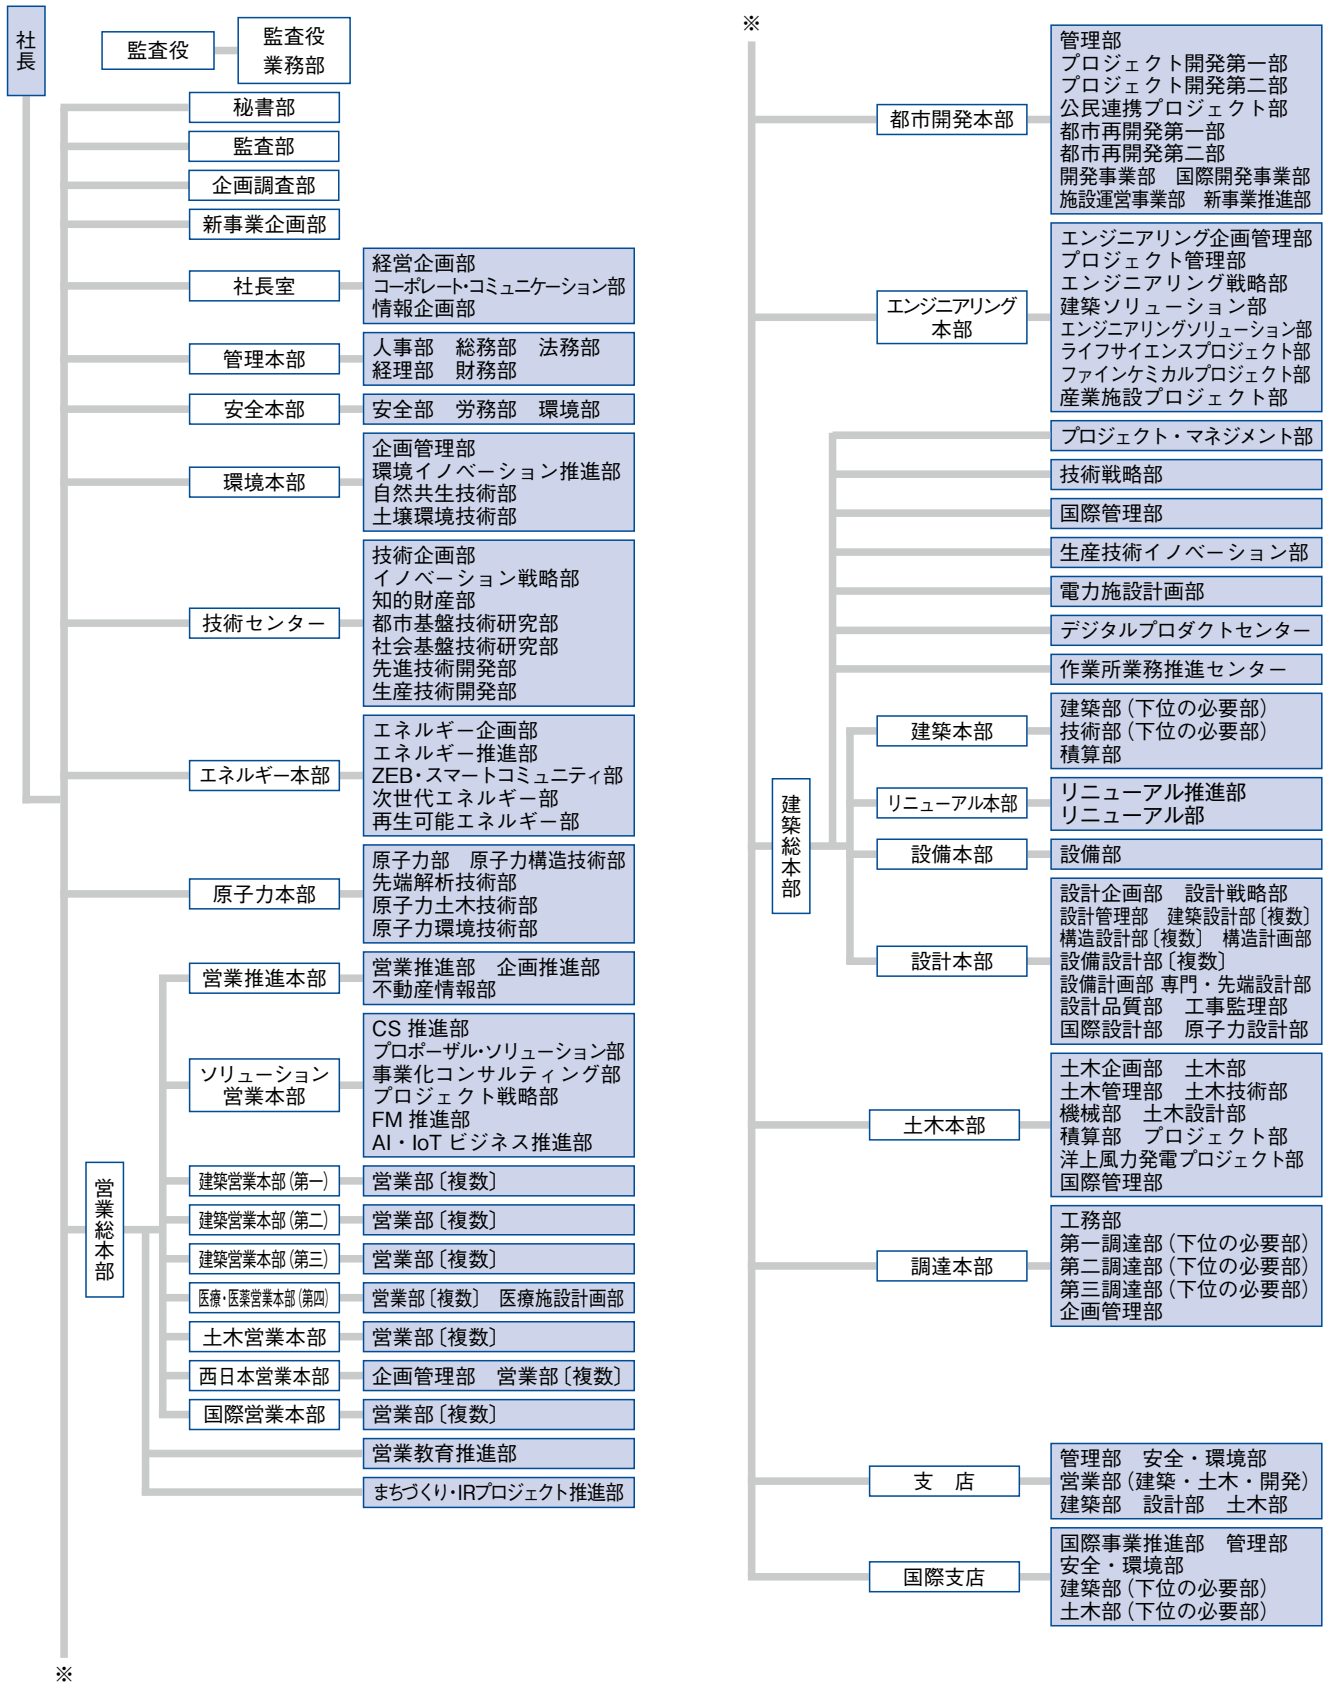 社長
監査役
監査役
業務部
秘書部
監査部
企画調査部
新事業企画部
社長室
経営企画部
コーポレート・コミュニケーション部
情報企画部
管理本部
人事部　総務部　法務部
経理部　財務部
安全本部
安全部　労務部　環境部
環境本部
企画管理部
環境イノベーション推進部
自然共生技術部
土壌環境技術部
技術センター
技術企画部
イノベーション戦略部
知的財産部
都市基盤技術研究部
社会基盤技術研究部
先進技術開発部
生産技術開発部
エネルギー本部
エネルギー企画部
エネルギー推進部
ZEB・スマートコミュニティ部
次世代エネルギー部
再生可能エネルギー部
原子力本部
原子力部　原子力構造技術部
先端解析技術部
原子力土木技術部
原子力環境技術部
営業総本部
営業推進本部
営業推進部　企画推進部
不動産情報部
ソリューション
営業本部
CS 推進部
プロポーザル・ソリューション部
事業化コンサルティング部
プロジェクト戦略部
FM 推進部
AI・IoT ビジネス推進部
建築営業本部(第一)
営業部〔複数〕
建築営業本部(第二)
営業部〔複数〕
建築営業本部(第三)
営業部〔複数〕
医療・医薬営業本部(第四)
営業部〔複数〕　医療施設計画部
土木営業本部
営業部〔複数〕
西日本営業本部
企画管理部　営業部〔複数〕
国際営業本部
営業部〔複数〕
営業教育推進部
まちづくり・IRプロジェクト推進部
※
※
都市開発本部
管理部
プロジェクト開発第一部
プロジェクト開発第二部
公民連携プロジェクト部
都市再開発第一部
都市再開発第二部
開発事業部　国際開発事業部
施設運営事業部　新事業推進部
エンジニアリング
本部
エンジニアリング企画管理部
プロジェクト管理部
エンジニアリング戦略部
建築ソリューション部
エンジニアリングソリューション部
ライフサイエンスプロジェクト部
ファインケミカルプロジェクト部
産業施設プロジェクト部
建築総本部
プロジェクト・マネジメント部
技術戦略部
国際管理部
生産技術イノベーション部
電力施設計画部
デジタルプロダクトセンター
作業所業務推進センター
建築本部
建築部(下位の必要部)
技術部(下位の必要部)
積算部
リニューアル本部
リニューアル推進部
リニューアル部
設備本部
設備部
設計本部
設計企画部　設計戦略部
設計管理部　建築設計部〔複数〕
構造設計部〔複数〕　構造計画部
設備設計部〔複数〕
設備計画部 専門・先端設計部
設計品質部　工事監理部
国際設計部　原子力設計部
土木本部
土木企画部　土木部
土木管理部　土木技術部
機械部　土木設計部
積算部　プロジェクト部
洋上風力発電プロジェクト部
国際管理部
調達本部
工務部
第一調達部(下位の必要部)
第二調達部(下位の必要部)
第三調達部(下位の必要部)
企画管理部
支　店
管理部　安全・環境部
営業部(建築・土木・開発)
建築部　設計部　土木部
国際支店
国際事業推進部　管理部
安全・環境部
建築部(下位の必要部)
土木部(下位の必要部)